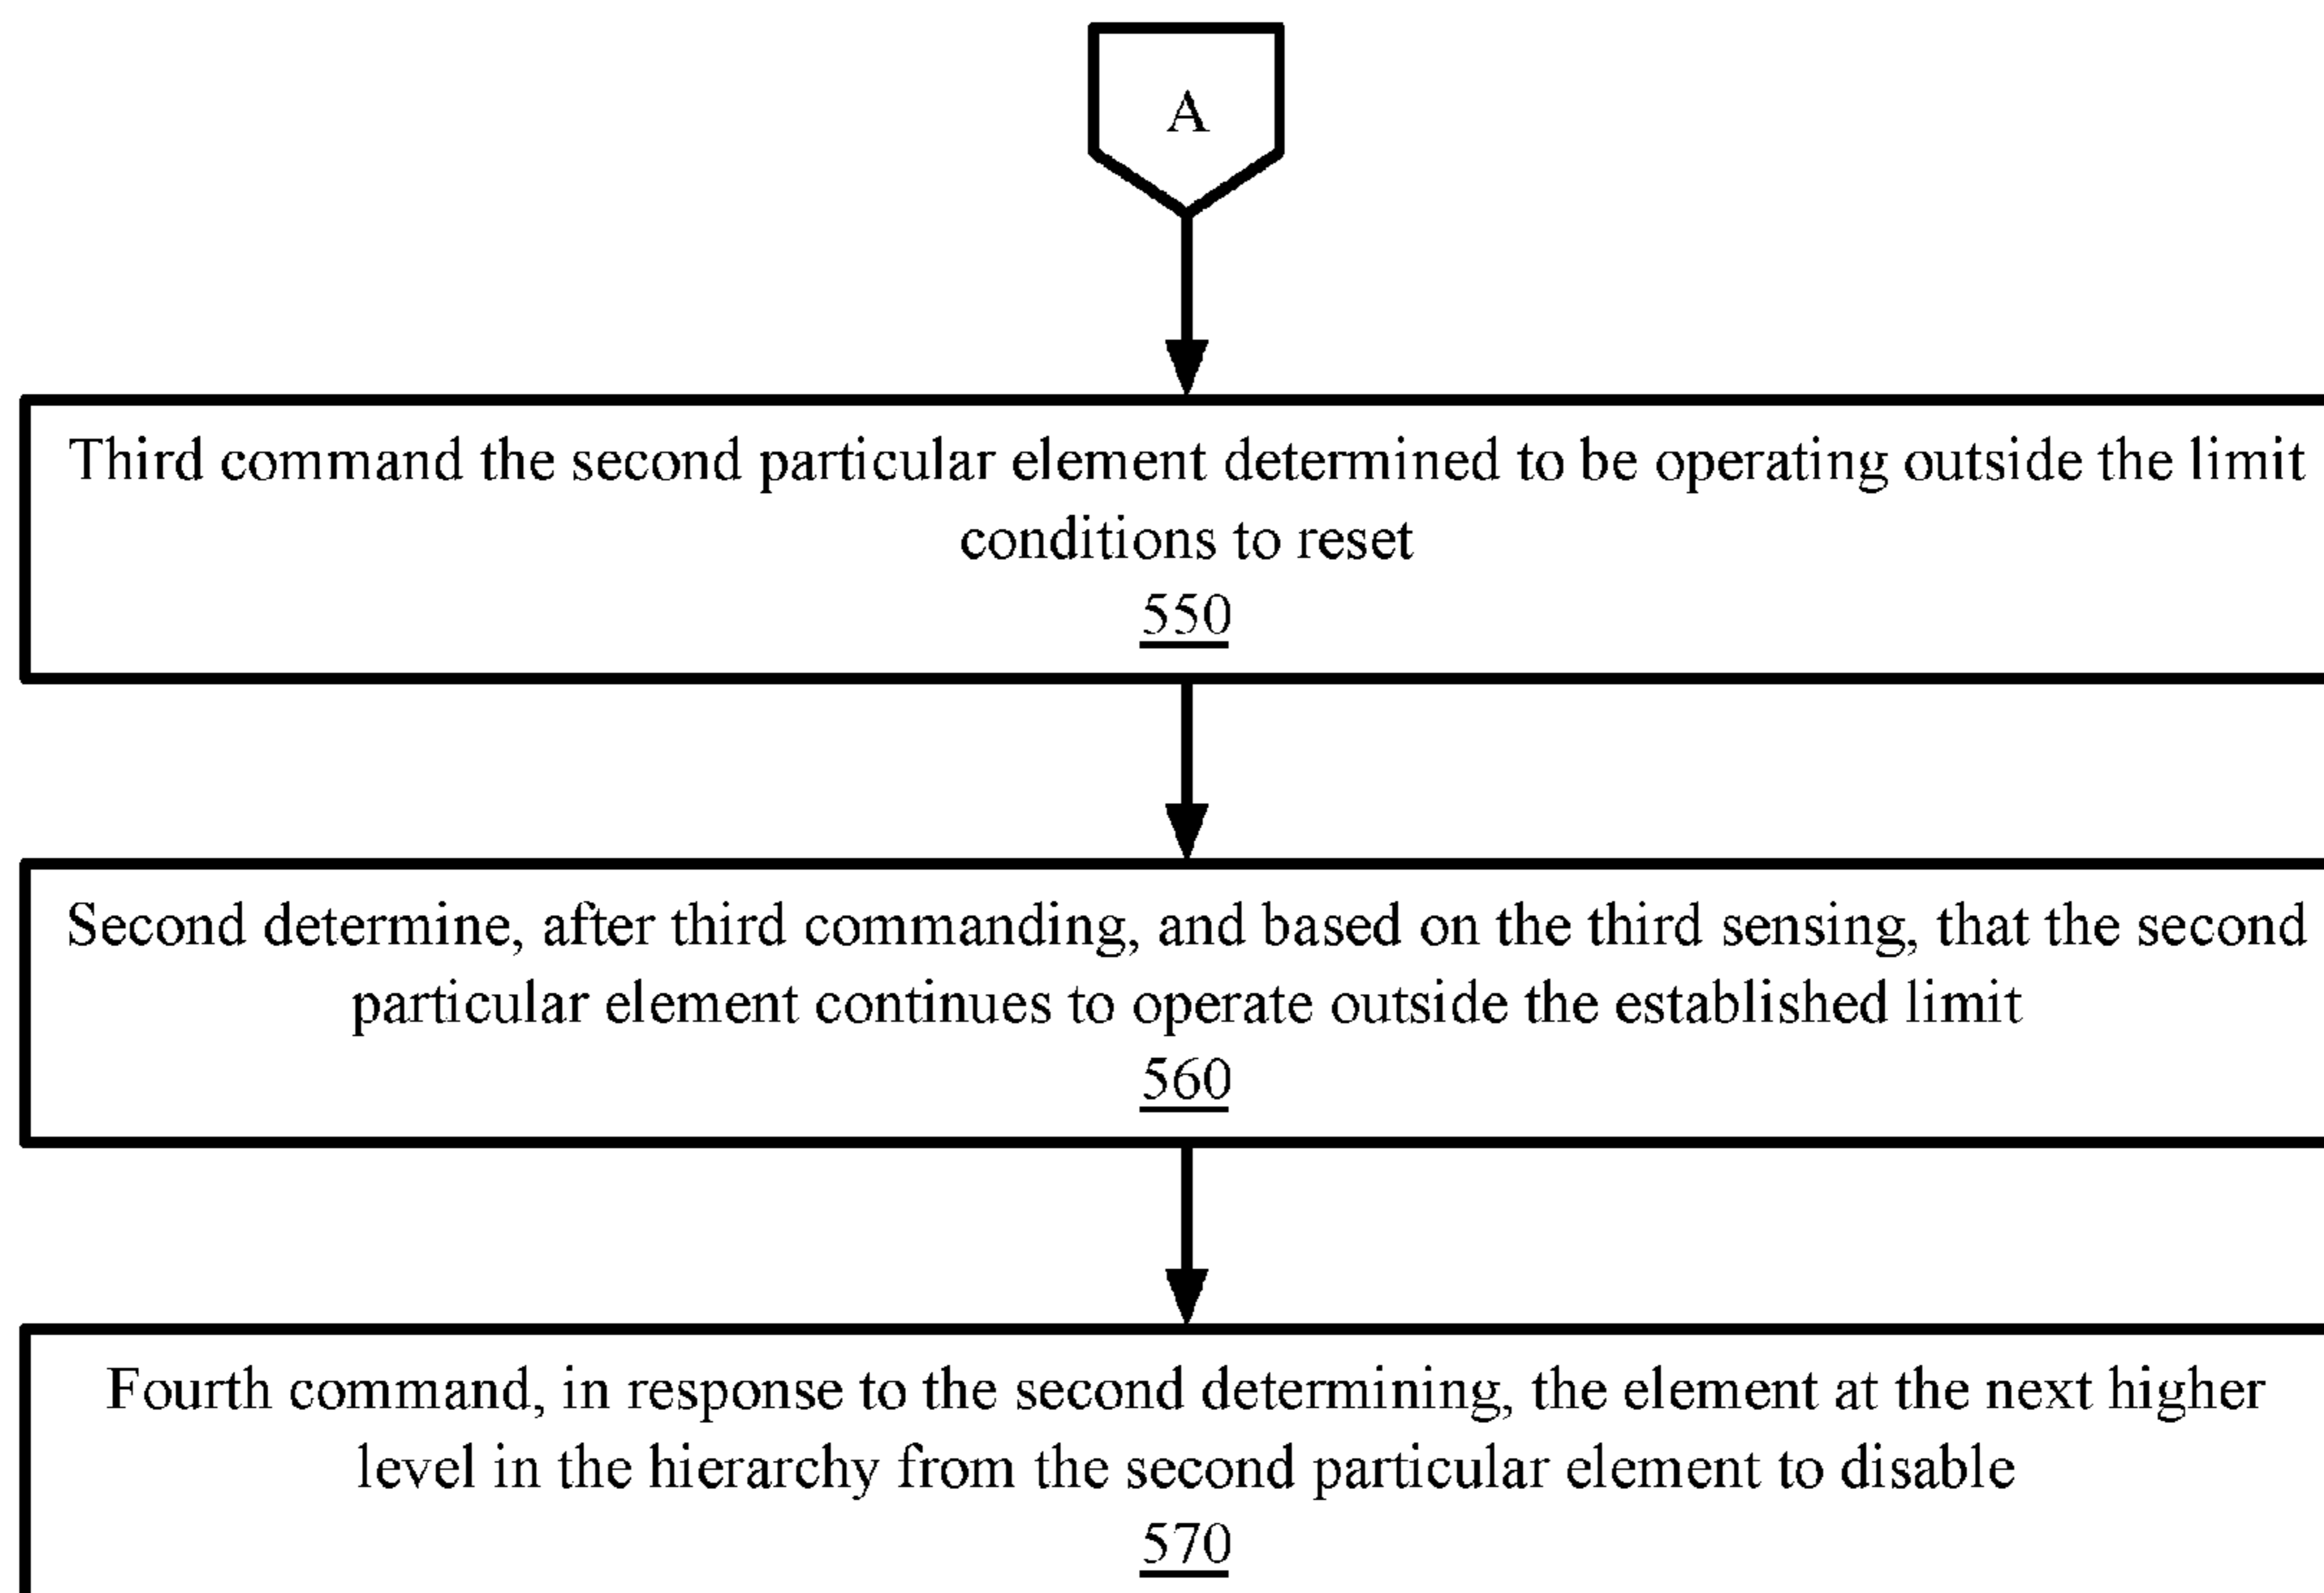 A
Third command the second particular element determined to be operating outside the limit
conditions to reset
550
Second determine, after third commanding, and based on the third sensing, that the second
particular element continues to operate outside the established limit
560
Fourth command, in response to the second determining, the element at the next higher
level in the hierarchy from the second particular element to disable
570